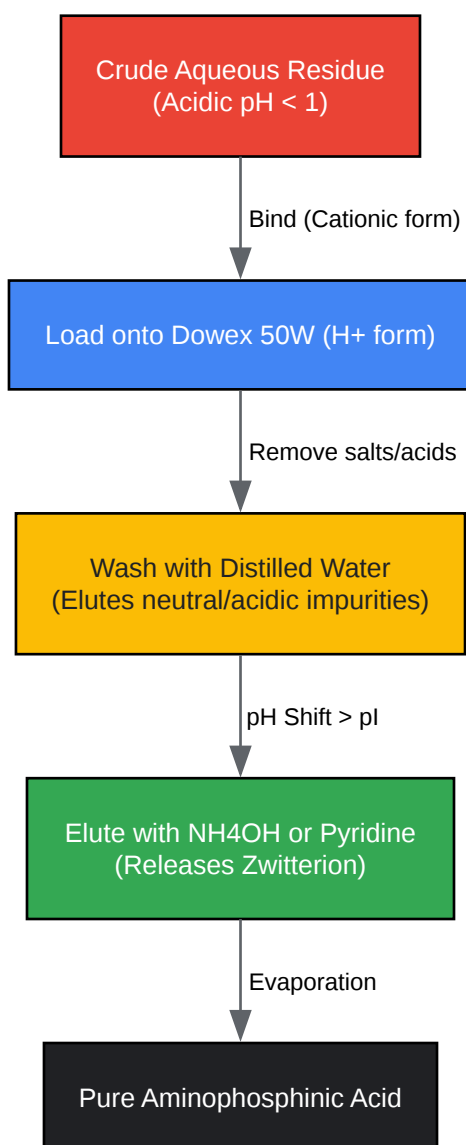 Crude Aqueous Residue
(Acidic pH < 1)
Bind (Cationic form)
Load onto Dowex 50W (H+ form)
Remove salts/acids
Wash with Distilled Water
(Elutes neutral/acidic impurities)
pH Shift > pI
Elute with NH4OH or Pyridine
(Releases Zwitterion)
Evaporation
Pure Aminophosphinic Acid